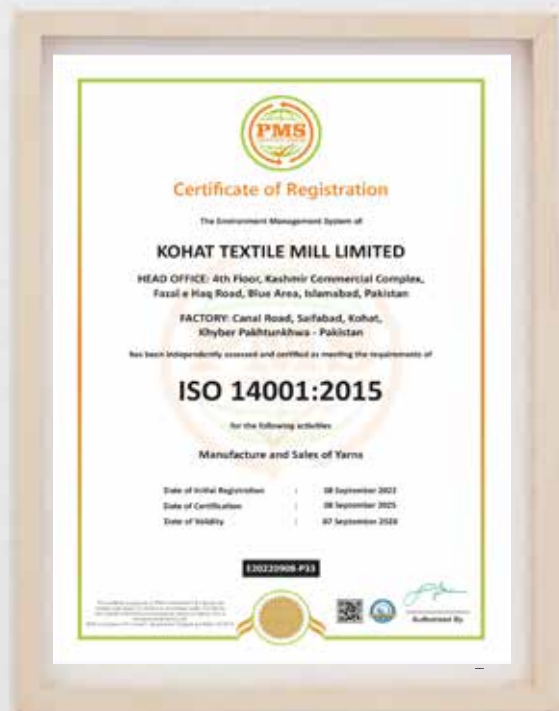 PMS
Certificate of Registration
The Environment Management System of
KOHAT TEXTILE MILL LIMITED
HEAD OFFICE: 4th Floor, Kashmir Commercial Complex,
Fazal e Haq Road, Blue Area, Islamabad, Pakistan
FACTORY: Canal Road, Saifabad, Kohat,
Khyber Pakhtunkhwa - Pakistan
has been independently assessed and certified as meeting the requirements of
ISO 14001:2015
for the following activities
Manufacture and Sales of Yarns
Date of Initial Registration : 08 September 2022
Date of Certification : 08 September 2025
Date of Validity : 07 September 2028
E20220908-P33
Authorised By